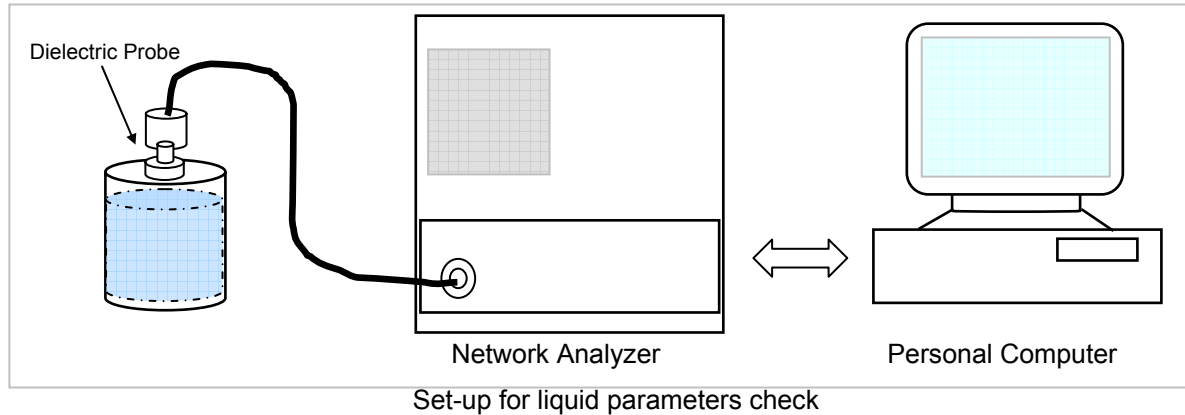 Dielectric Probe
Network Analyzer
Personal Computer
Set-up for liquid parameters check